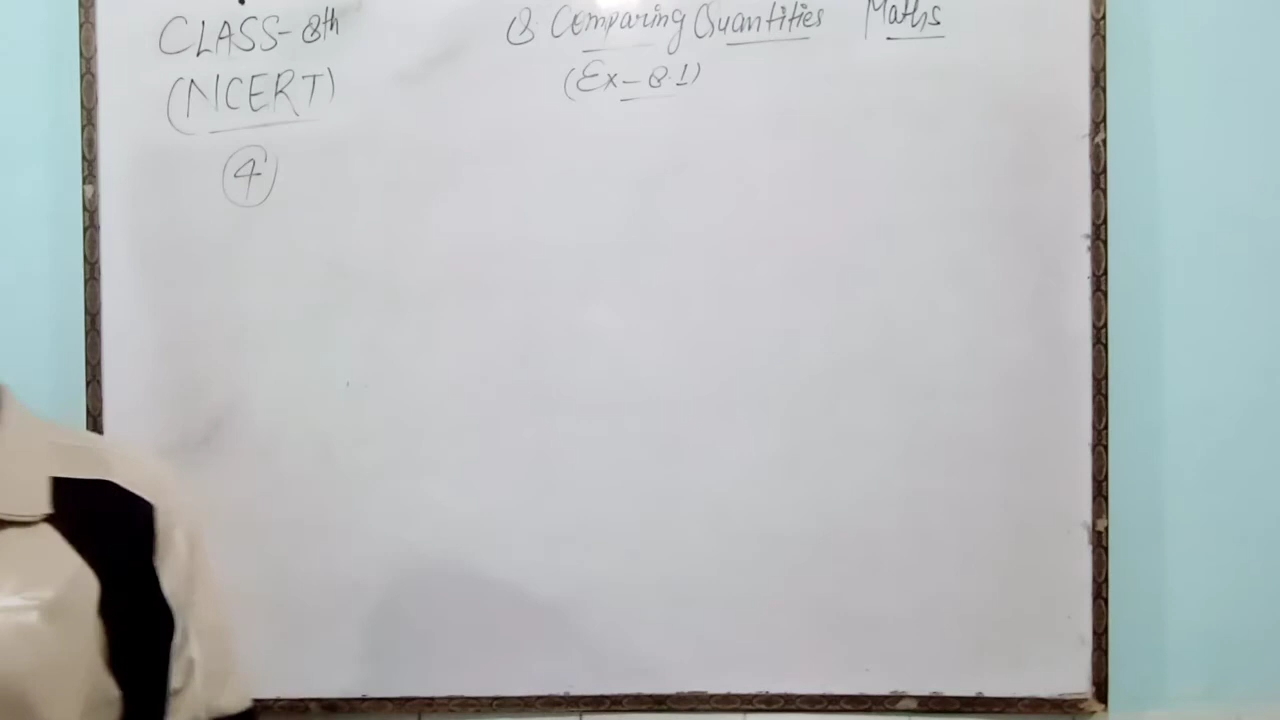 CLASS-8th
(NCERT)
8 Comparing Quantities Maths
(Ex-8.1)
4